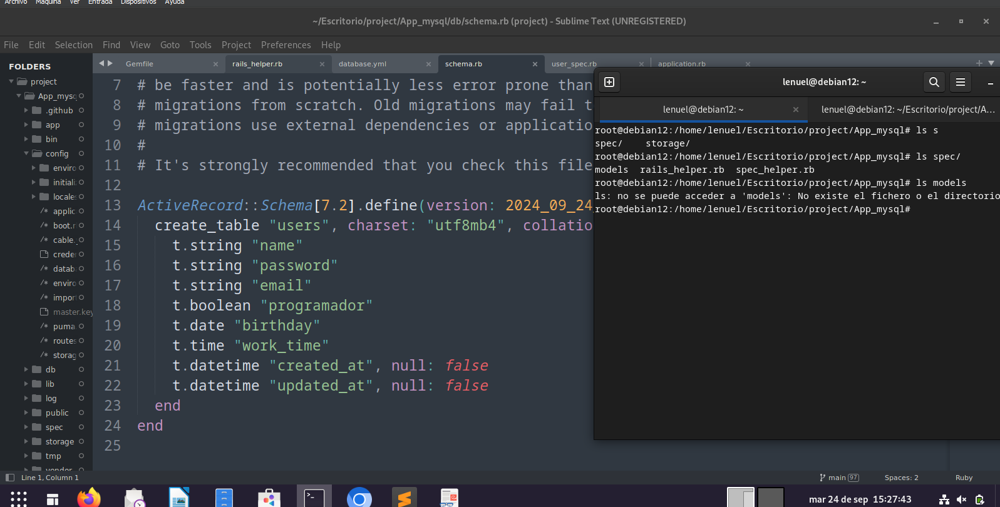 Archivo Maquina Ver Entrada Dispositivos Ayuda
~/Escritorio/project/App_mysql/db/schema.rb (project) - Sublime Text (UNREGISTERED)
File Edit Selection Find View Goto Tools Project Preferences Help
FOLDERS
project
App_mysq
.github
app
bin
config
enviro
initiali
locales
applic
boot.r
cable.
creder
datab
enviro
import
master.key
puma.
routes
storag
db
lib
log
public
spec
storage
tmp
vendor
Gemfile
rails_helper.rb
database.yml
schema.rb
user_spec.rb
application.rb
7 # be faster and is potentially less error prone than
8 # migrations from scratch. Old migrations may fail t
9 # migrations use external dependencies or applicatio
10 #
11 # It's strongly recommended that you check this file
12
13 ActiveRecord::Schema[7.2].define(version: 2024_09_24
14 create_table "users", charset: "utf8mb4", collatio
15 t.string "name"
16 t.string "password"
17 t.string "email"
18 t.boolean "programador"
19 t.date "birthday"
20 t.time "work_time"
21 t.datetime "created_at", null: false
22 t.datetime "updated_at", null: false
23 end
24 end
25
lenuel@debian12: ~
lenuel@debian12: ~
lenuel@debian12: ~/Escritorio/project/A...
root@debian12:/home/lenuel/Escritorio/project/App_mysql# ls s
spec/ storage/
root@debian12:/home/lenuel/Escritorio/project/App_mysql# ls spec/
models rails_helper.rb spec_helper.rb
root@debian12:/home/lenuel/Escritorio/project/App_mysql# ls models
ls: no se puede acceder a 'models': No existe el fichero o el directorio
root@debian12:/home/lenuel/Escritorio/project/App_mysql#
Line 1, Column 1
main 97
Spaces: 2
Ruby
mar 24 de sep 15:27:43